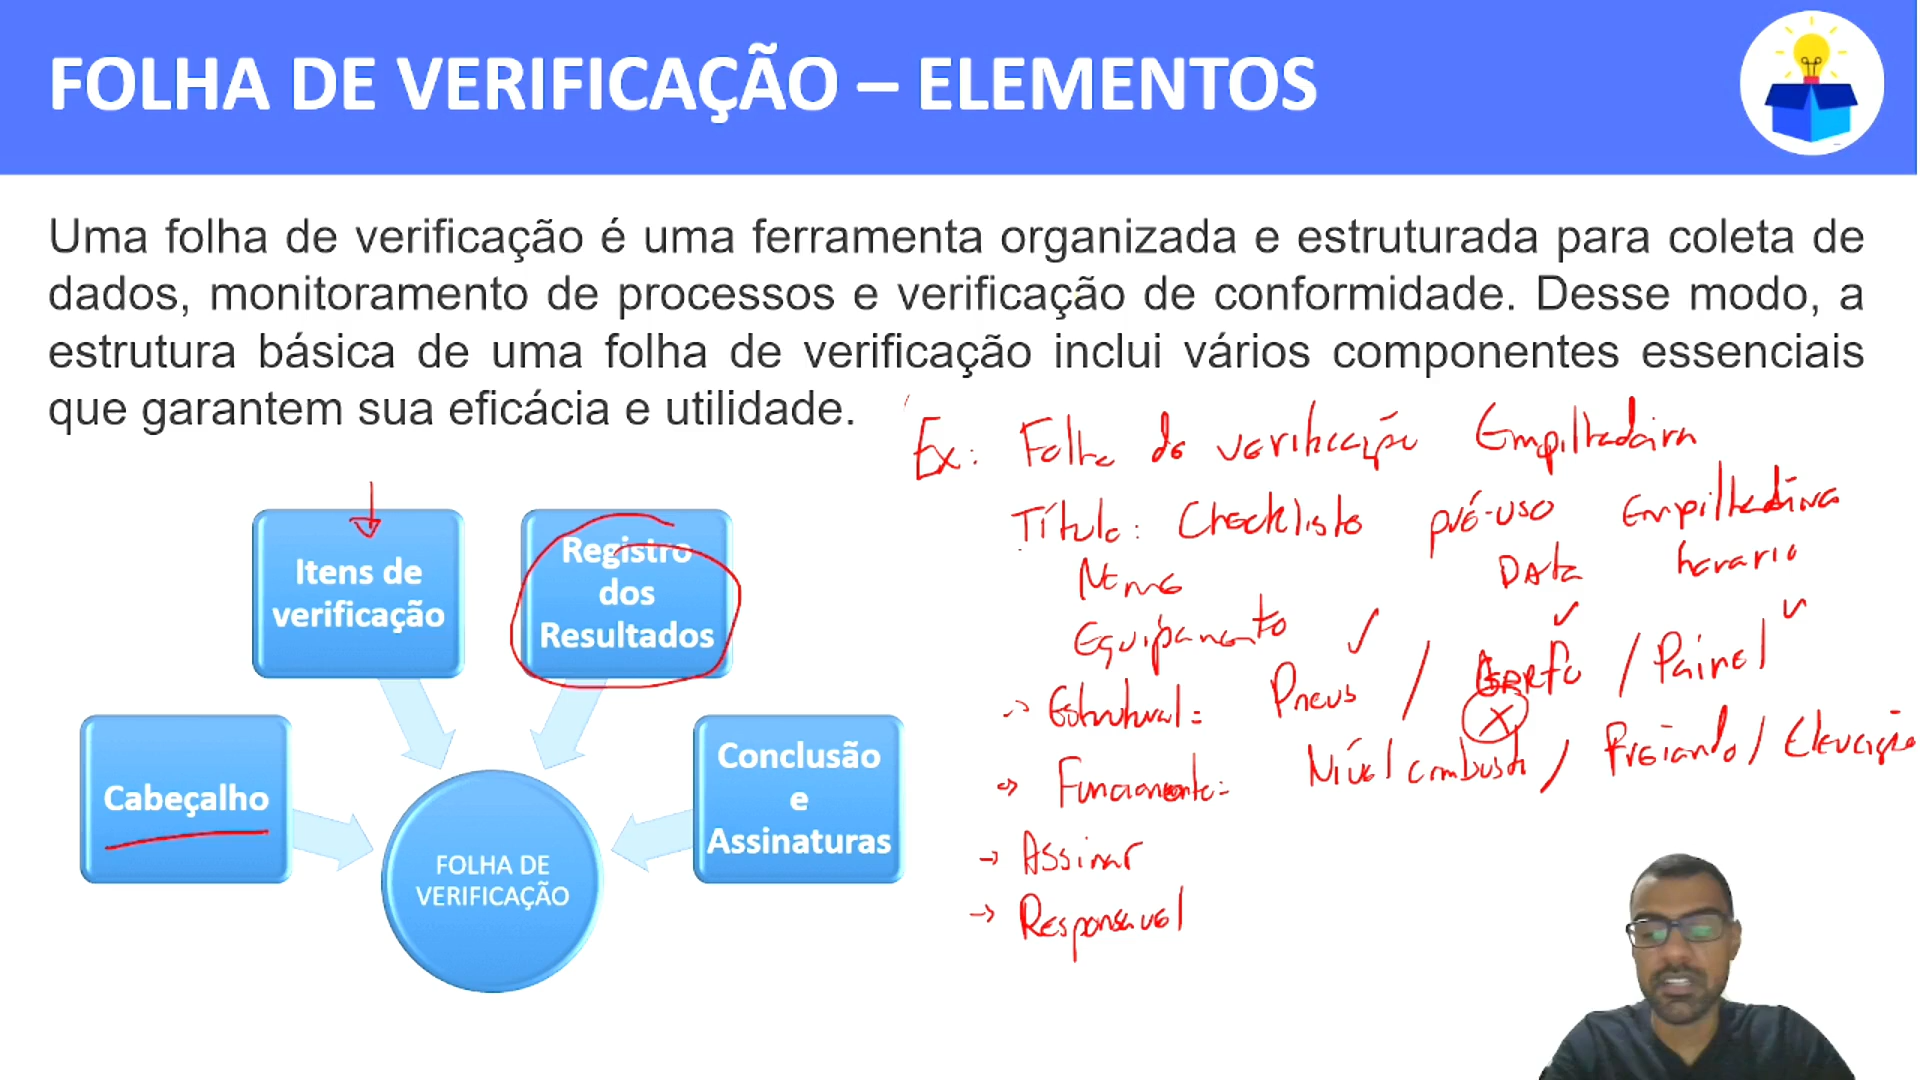 FOLHA DE VERIFICAÇÃO – ELEMENTOS
Uma folha de verificação é uma ferramenta organizada e estruturada para coleta de
dados, monitoramento de processos e verificação de conformidade. Desse modo, a
estrutura básica de uma folha de verificação inclui vários componentes essenciais
que garantem sua eficácia e utilidade.
Itens de
verificação
Registro
dos
Resultados
Cabeçalho
Conclusão
e
Assinaturas
FOLHA DE
VERIFICAÇÃO
Ex: Folha de verificação Empilhadeira
Título: Checklist pré-uso Empilhadeira
Nome Data horario
Equipamento
→ Estrutural: Pneus / Garfo / Painel
→ Nível combust / Freiando / Elevação
→ Assinar
→ Responsavel